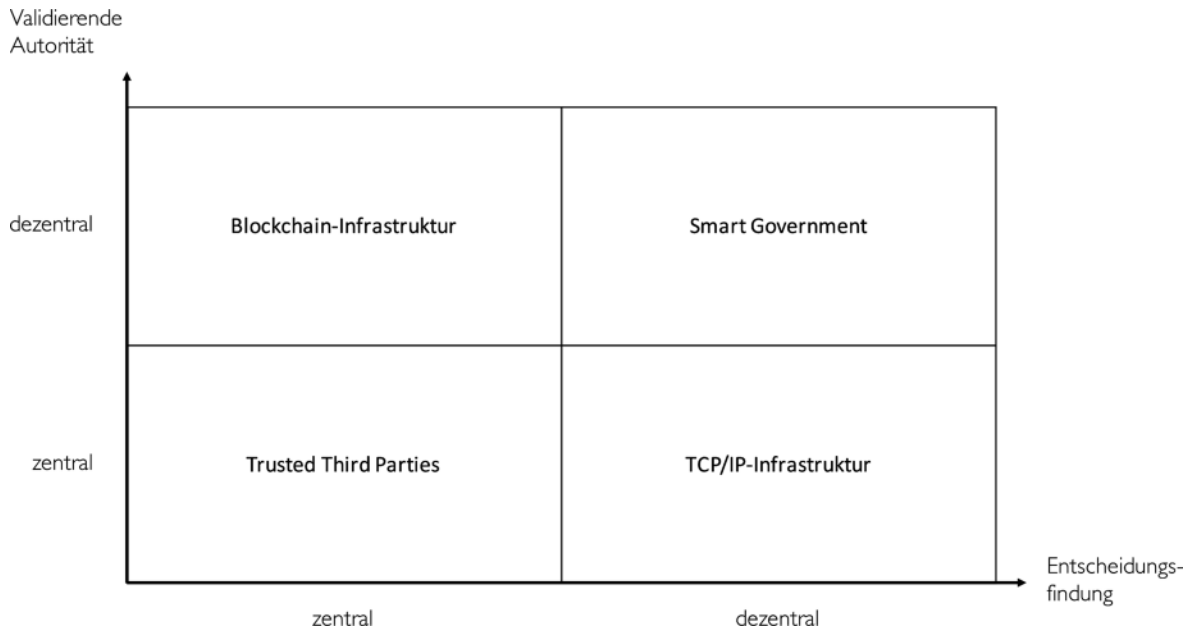 Validierende
Autorität
dezentral
Blockchain-Infrastruktur
Smart Government
zentral
Trusted Third Parties
TCP/IP-Infrastruktur
Entscheidungs-
findung
zentral
dezentral